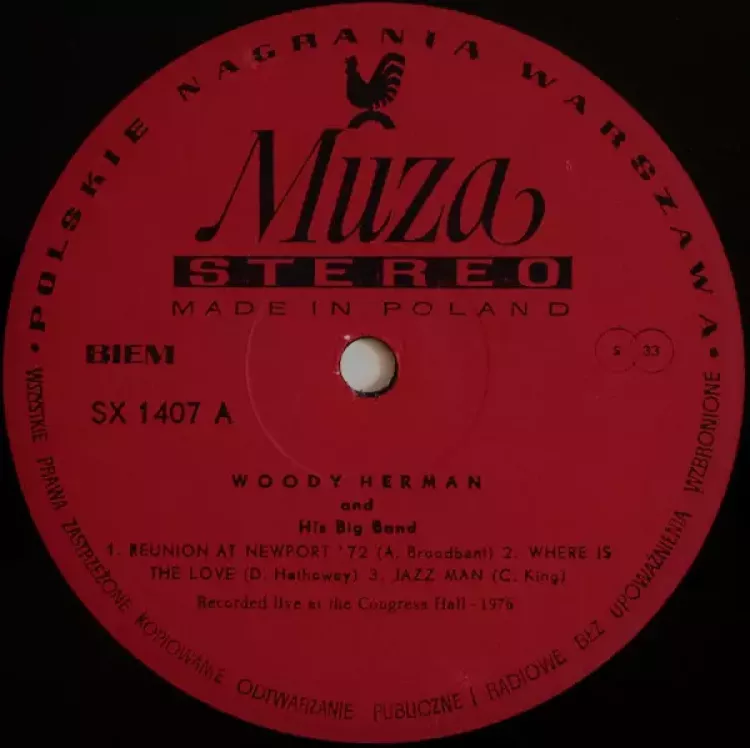 • POLSKIE NAGRANIA WARSZAWA •
Muza
STEREO
MADE IN POLAND
BIEM
S 33
SX 1407 A
WOODY HERMAN
and
His Big Band
1. REUNION AT NEWPORT '72 (A. Broadbant) 2. WHERE IS
THE LOVE (D. Hathaway) 3. JAZZ MAN (C. King)
Recorded live at the Congress Hall - 1976
WSZYSTKIE PRAWA ZASTRZEŻONE KOPIOWANIE ODTWARZANIE PUBLICZNE I RADIOWE BEZ UPOWAŻNIENIA WZBRONIONE